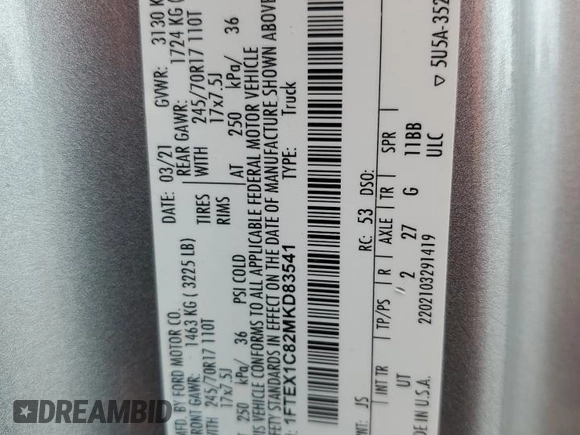 MFD. BY FORD MOTOR CO.
DATE: 03/21 GVWR: 3130 K
FRONT GAWR: 1463 KG ( 3225 LB) REAR GAWR: 1724 KG (
WITH 245/70R17 110T TIRES WITH 245/70R17 110T
17x7.5J RIMS 17x7.5J
AT 250 kPa/ 36 PSI COLD AT 250 kPa/ 36
THIS VEHICLE CONFORMS TO ALL APPLICABLE FEDERAL MOTOR VEHICLE
STANDARDS IN EFFECT ON THE DATE OF MANUFACTURE SHOWN ABOVE
1FTEX1C82MKD83541 TYPE: Truck
JS RC: 53 DSO:
INT TR TP/PS R AXLE TR SPR
UT 2 27 G 11BB
2202103291419 ULC
MADE IN U.S.A. 5U5A-352
DREAMBID